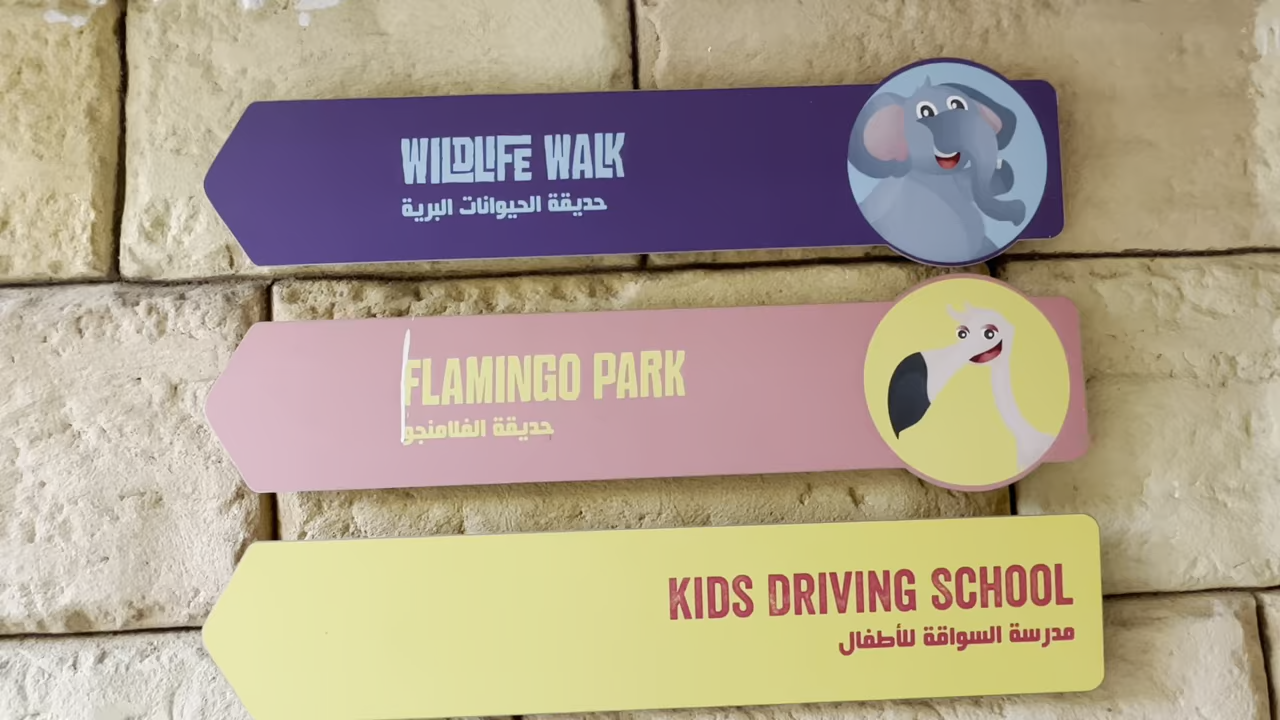 WILDLIFE WALK
حديقة الحيوانات البرية
FLAMINGO PARK
حديقة الفلامنجو
KIDS DRIVING SCHOOL
مدرسة السواقة للأطفال